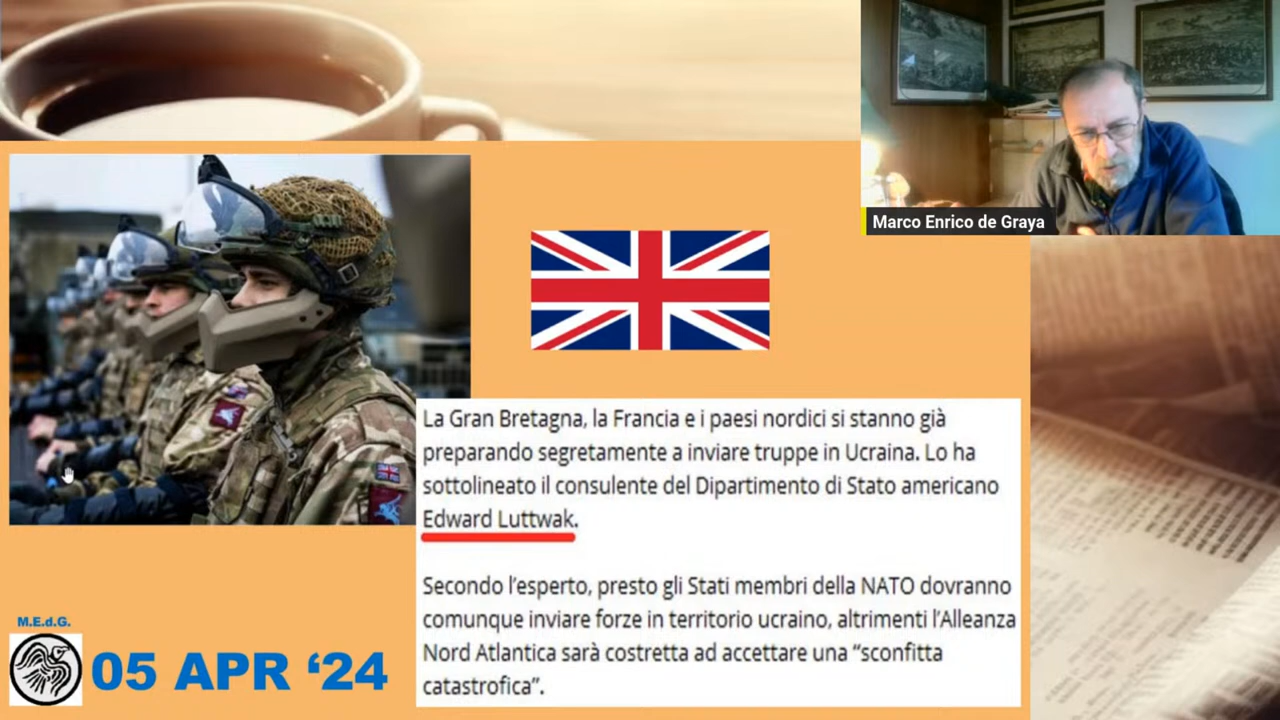 Marco Enrico de Graya
La Gran Bretagna, la Francia e i paesi nordici si stanno già
preparando segretamente a inviare truppe in Ucraina. Lo ha
sottolineato il consulente del Dipartimento di Stato americano
Edward Luttwak.
Secondo l'esperto, presto gli Stati membri della NATO dovranno
comunque inviare forze in territorio ucraino, altrimenti l'Alleanza
Nord Atlantica sarà costretta ad accettare una “sconfitta
catastrofica”.
M.E.d.G.
05 APR ‘24